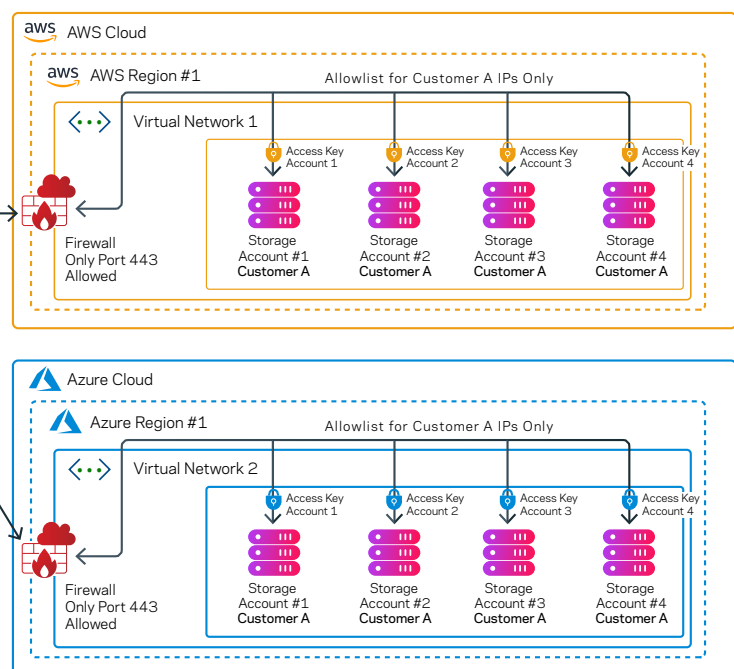 aws AWS Cloud
aws AWS Region #1
Allowlist for Customer A IPs Only
Virtual Network 1
Access Key
Account 1
Access Key
Account 2
Access Key
Account 3
Access Key
Account 4
Firewall
Only Port 443
Allowed
Storage
Account #1
Customer A
Storage
Account #2
Customer A
Storage
Account #3
Customer A
Storage
Account #4
Customer A
Azure Cloud
Azure Region #1
Allowlist for Customer A IPs Only
Virtual Network 2
Access Key
Account 1
Access Key
Account 2
Access Key
Account 3
Access Key
Account 4
Firewall
Only Port 443
Allowed
Storage
Account #1
Customer A
Storage
Account #2
Customer A
Storage
Account #3
Customer A
Storage
Account #4
Customer A